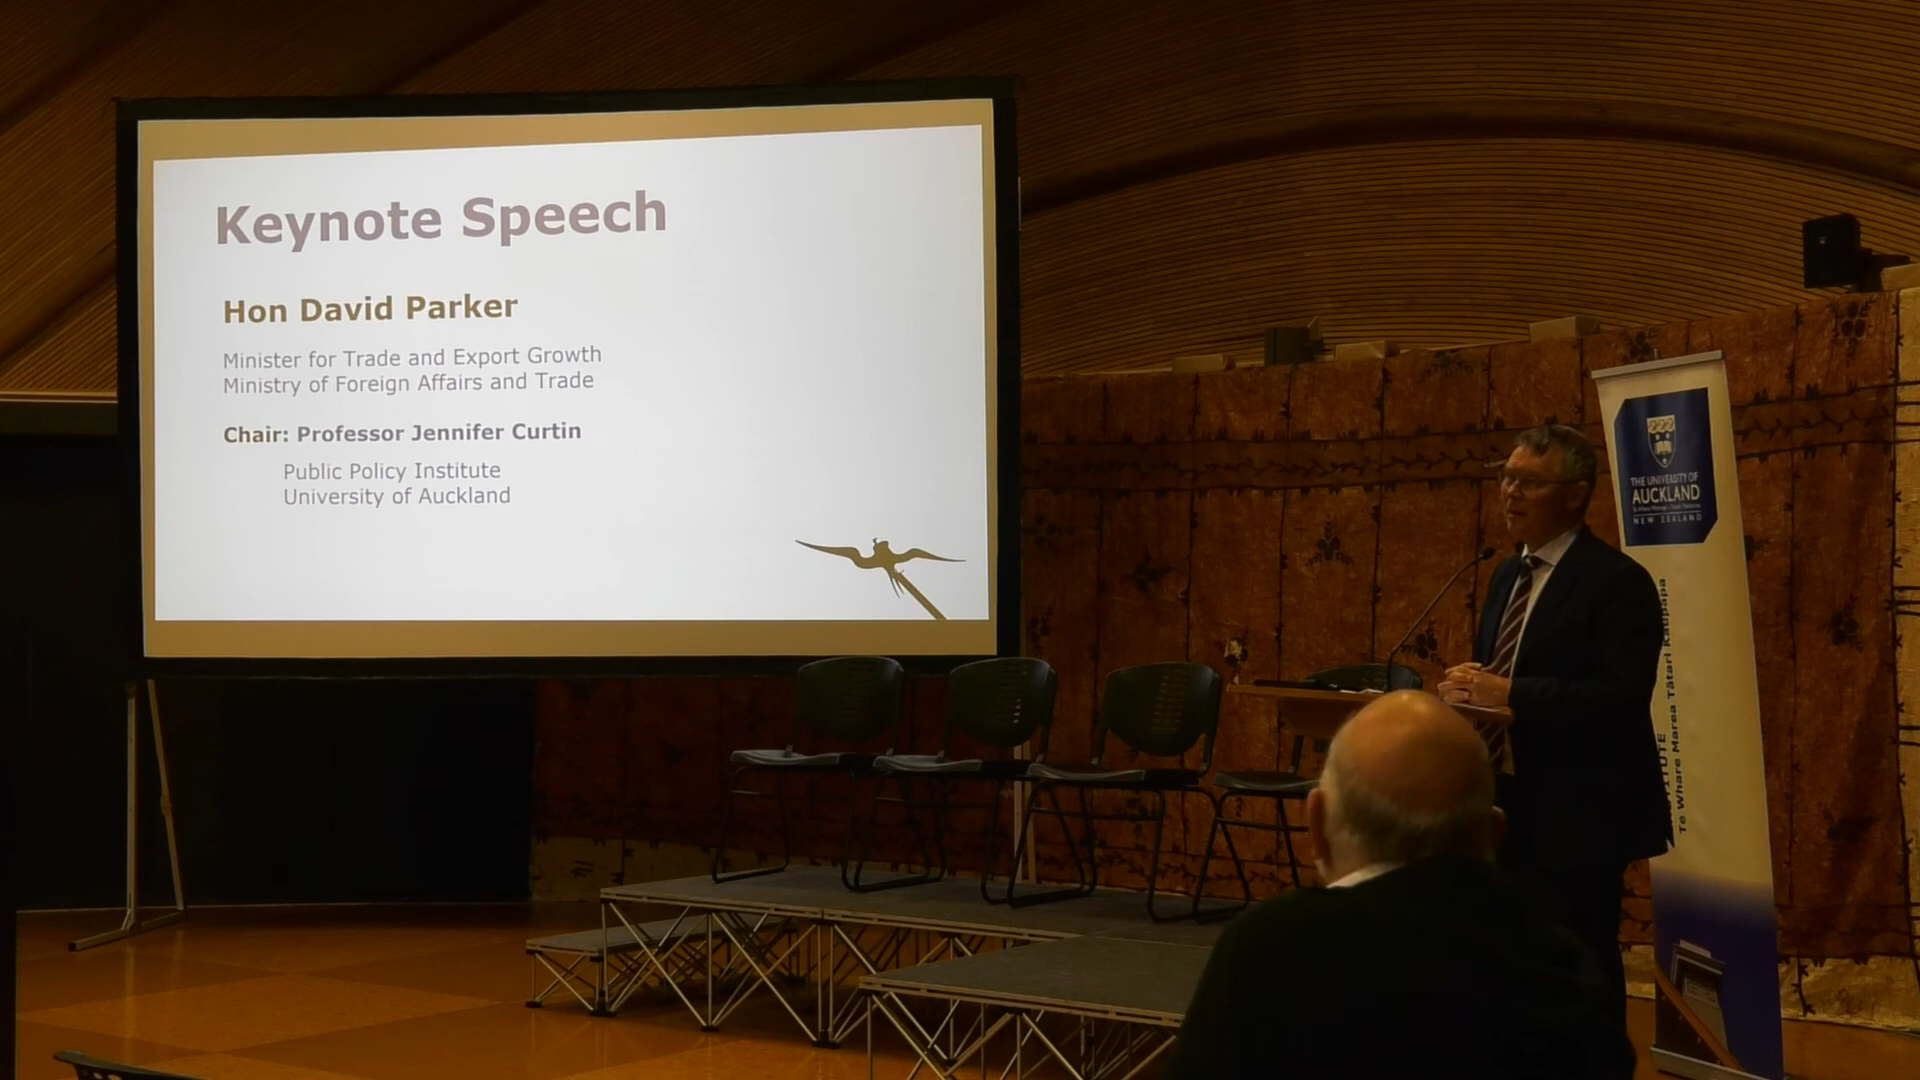 Keynote Speech
Hon David Parker
Minister for Trade and Export Growth
Ministry of Foreign Affairs and Trade
Chair: Professor Jennifer Curtin
Public Policy Institute
University of Auckland
THE UNIVERSITY OF
AUCKLAND
NEW ZEALAND
Te Whare Marea Tātari Kaupapa